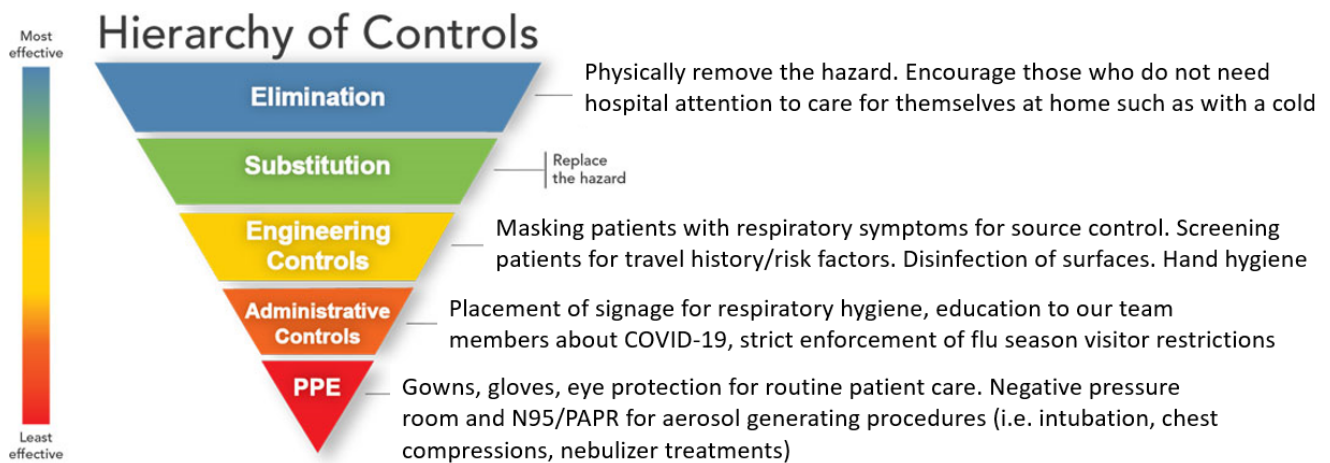 Hierarchy of Controls
Most
effective
Elimination
Physically remove the hazard. Encourage those who do not need
hospital attention to care for themselves at home such as with a cold
Substitution
Replace
the hazard
Engineering
Controls
Masking patients with respiratory symptoms for source control. Screening
patients for travel history/risk factors. Disinfection of surfaces. Hand hygiene
Administrative
Controls
Placement of signage for respiratory hygiene, education to our team
members about COVID-19, strict enforcement of flu season visitor restrictions
PPE
Gowns, gloves, eye protection for routine patient care. Negative pressure
room and N95/PAPR for aerosol generating procedures (i.e. intubation, chest
compressions, nebulizer treatments)
Least
effective